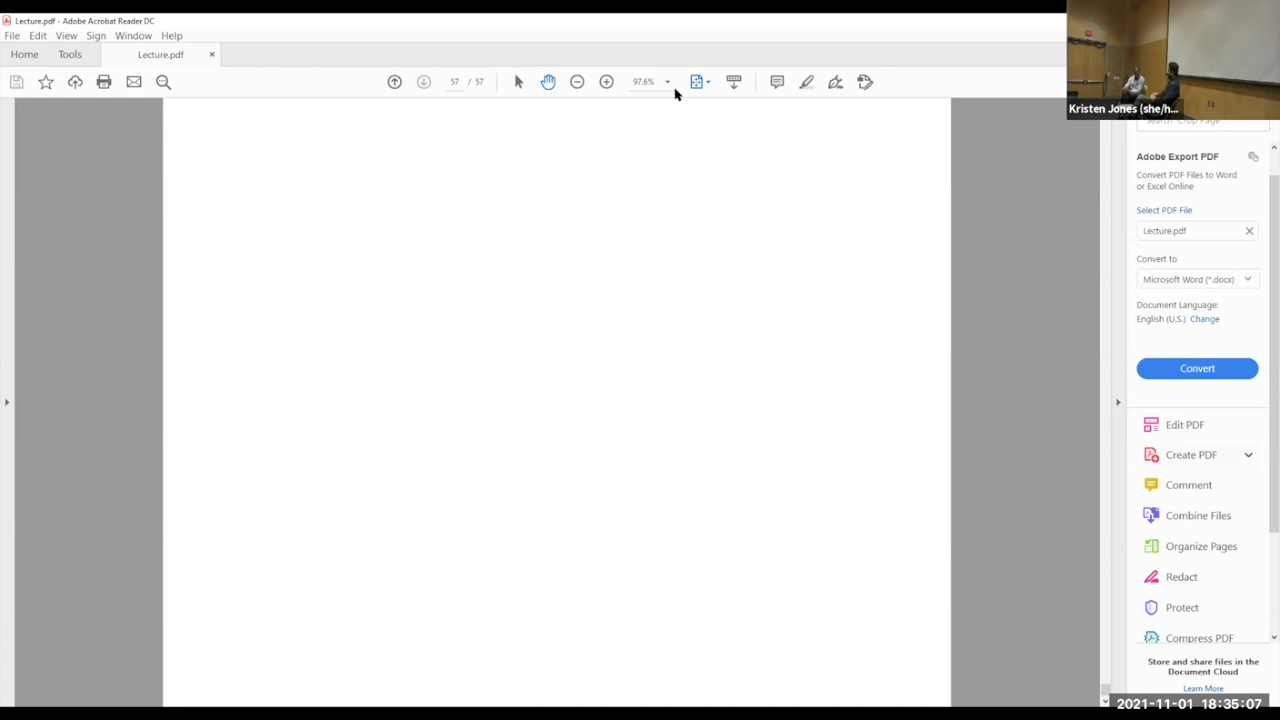 Lecture.pdf - Adobe Acrobat Reader DC
File Edit View Sign Window Help
Home Tools Lecture.pdf ×
57 / 57 97.6%
Kristen Jones (she/h...
Search 'Crop Page'
Adobe Export PDF
Convert PDF Files to Word
or Excel Online
Select PDF File
Lecture.pdf
Convert to
Microsoft Word (*.docx)
Document Language:
English (U.S.) Change
Convert
Edit PDF
Create PDF
Comment
Combine Files
Organize Pages
Redact
Protect
Compress PDF
Store and share files in the
Document Cloud
Learn More
2021-11-01 18:35:07